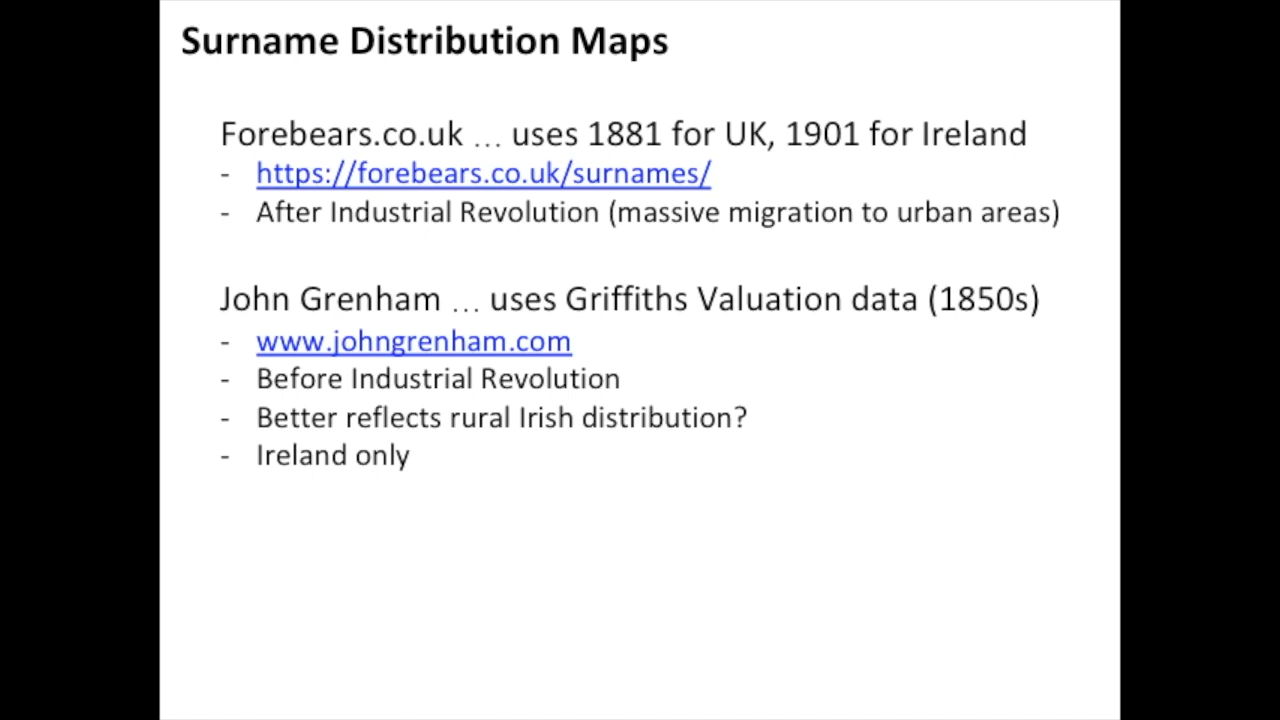 Surname Distribution Maps
Forebears.co.uk ... uses 1881 for UK, 1901 for Ireland
- https://forebears.co.uk/surnames/
- After Industrial Revolution (massive migration to urban areas)
John Grenham ... uses Griffiths Valuation data (1850s)
- www.johngrenham.com
- Before Industrial Revolution
- Better reflects rural Irish distribution?
- Ireland only